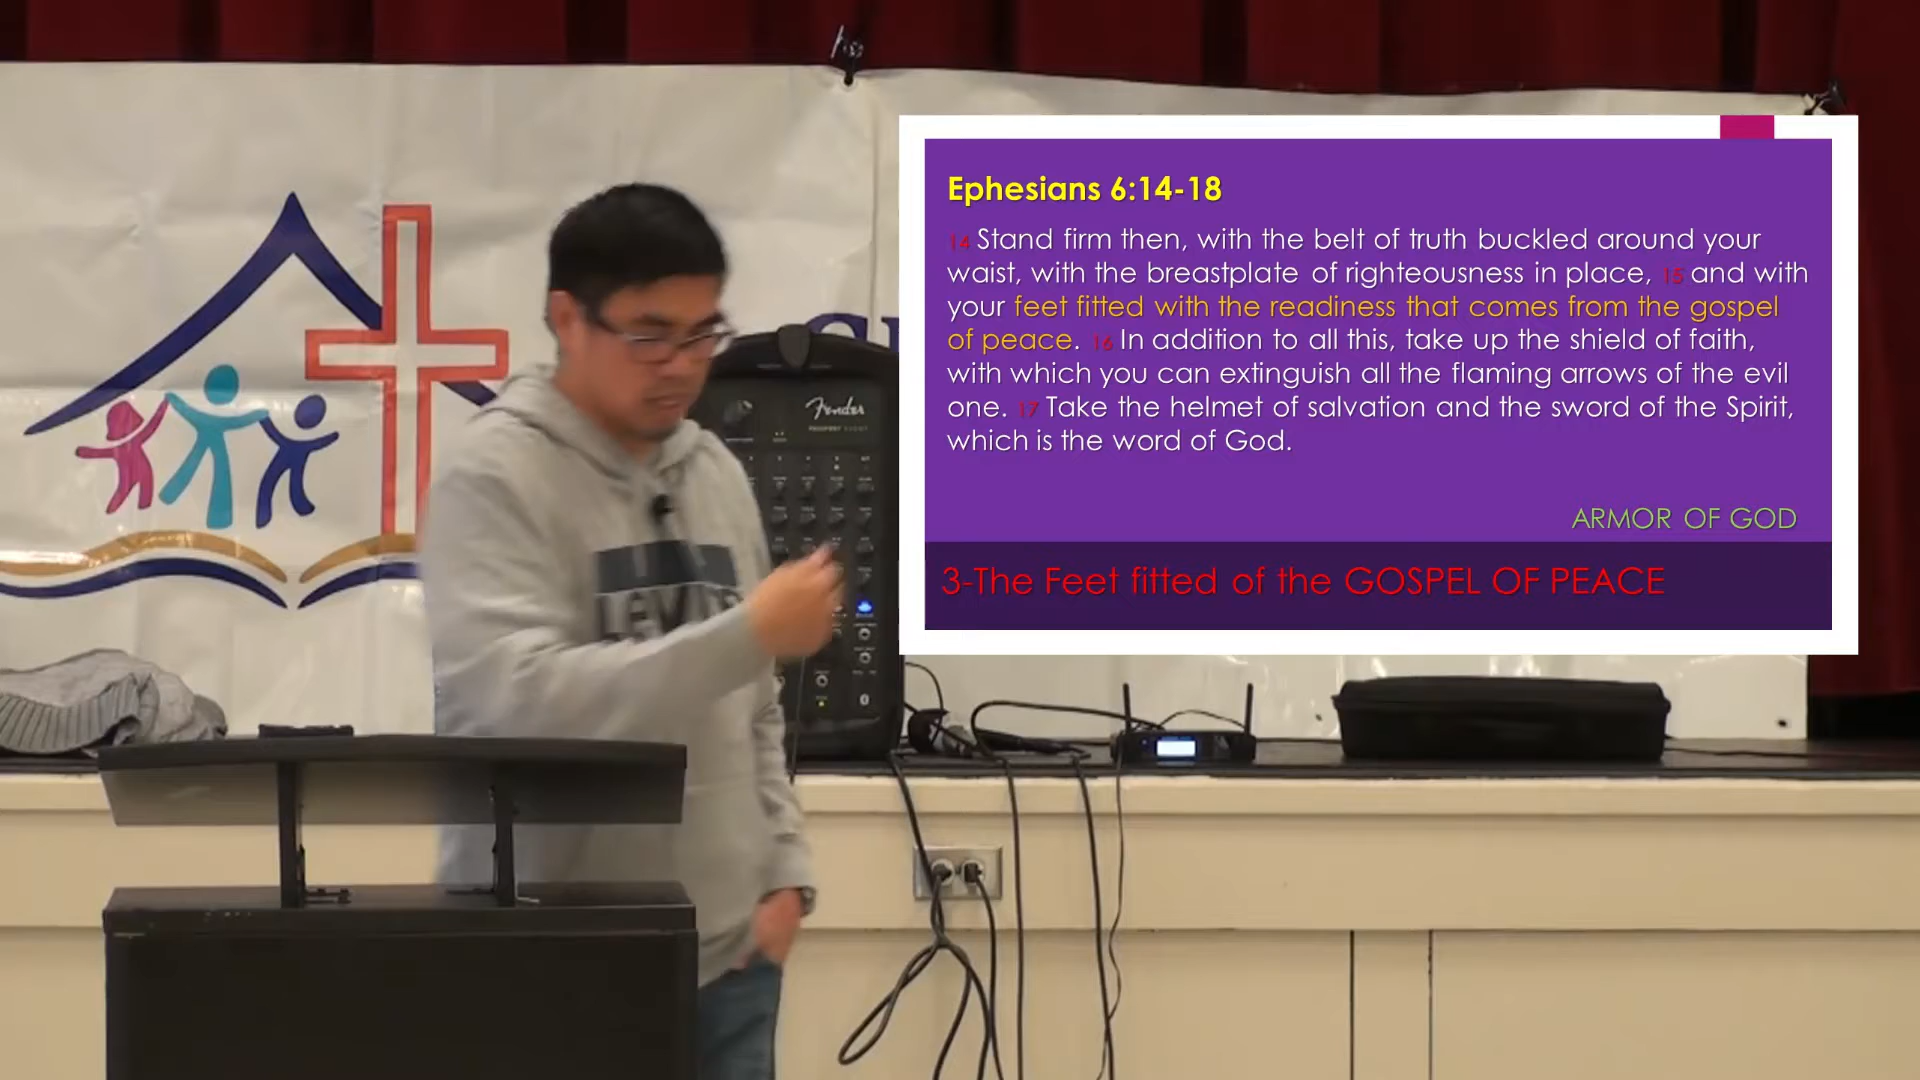 Ephesians 6:14-18
14 Stand firm then, with the belt of truth buckled around your
waist, with the breastplate of righteousness in place, 15 and with
your feet fitted with the readiness that comes from the gospel
of peace. 16 In addition to all this, take up the shield of faith,
with which you can extinguish all the flaming arrows of the evil
one. 17 Take the helmet of salvation and the sword of the Spirit,
which is the word of God.
ARMOR OF GOD
3-The Feet fitted of the GOSPEL OF PEACE
Fender